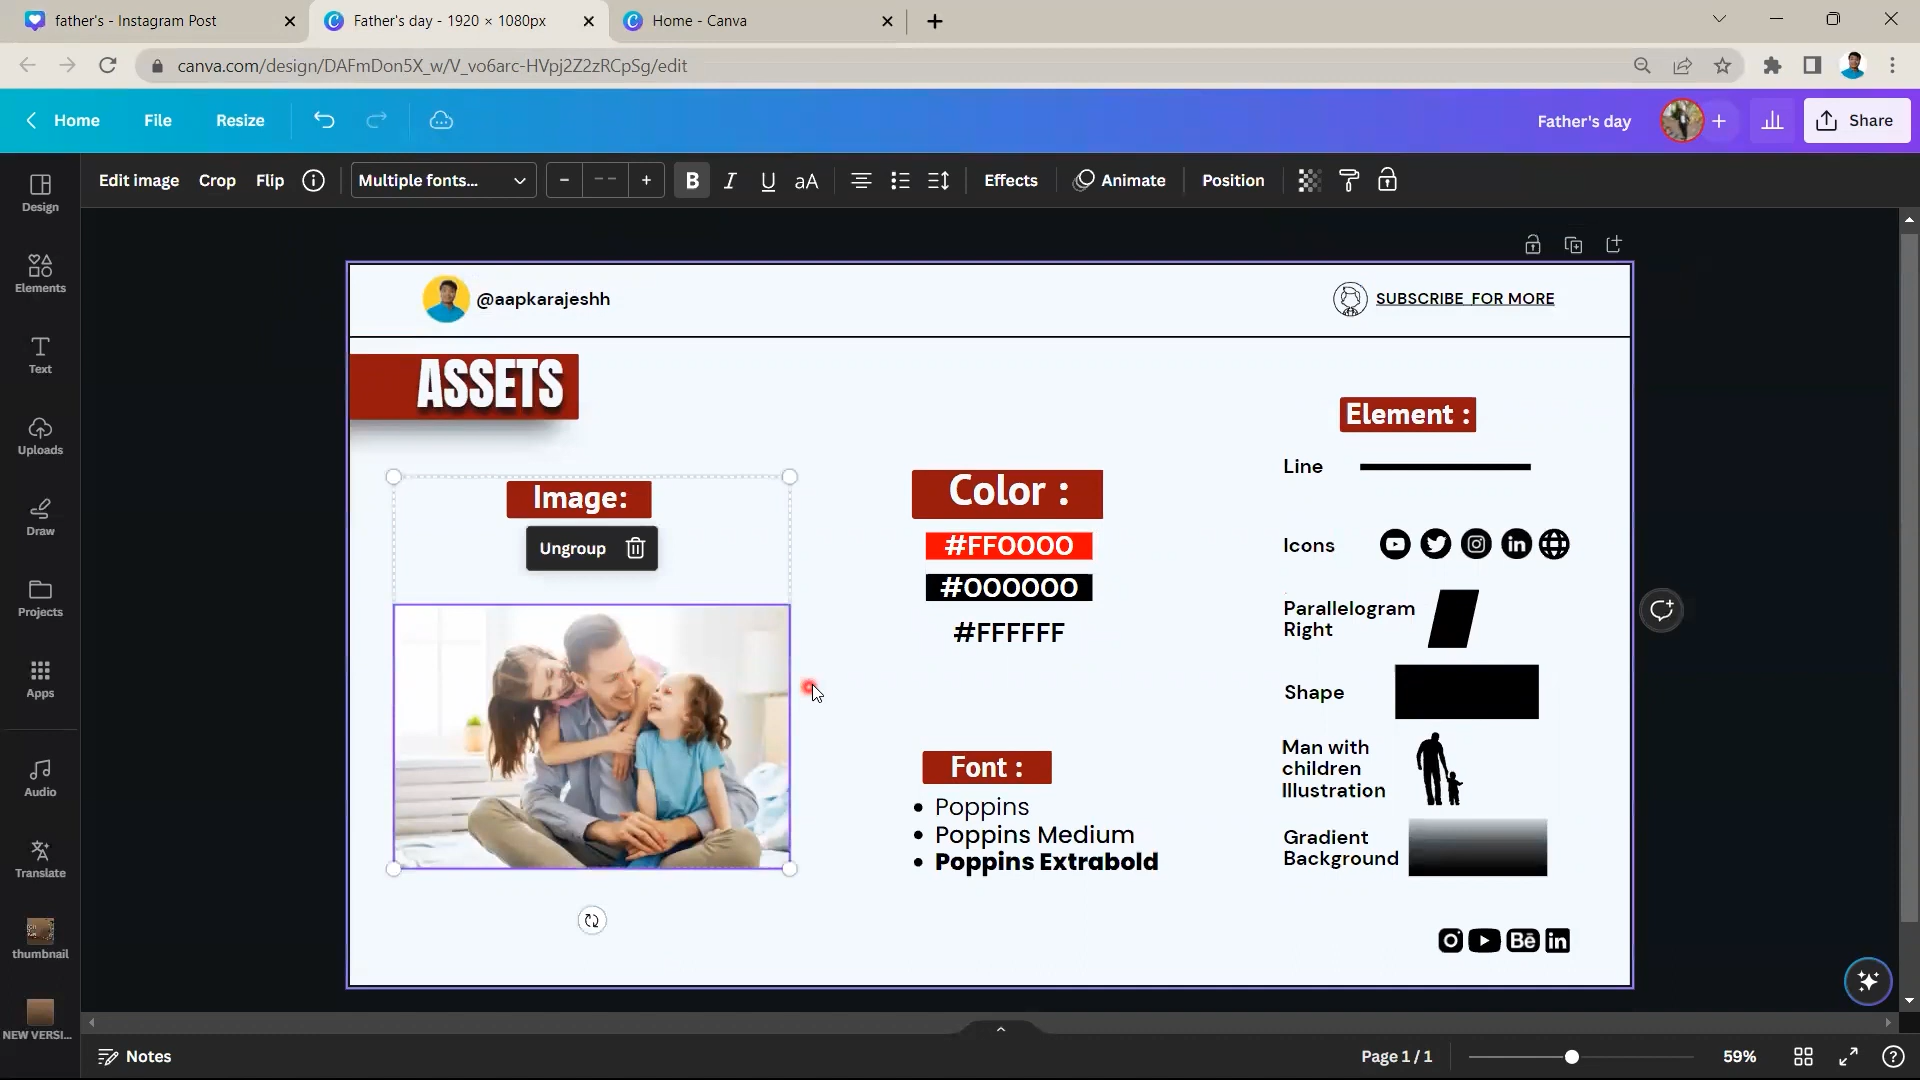 father's - Instagram Post
Father's day - 1920 × 1080px
Home - Canva
canva.com/design/DAFmDon5X_w/V_vo6arc-HVpj2Z2zRCpSg/edit
Home
File
Resize
Father's day
Share
Edit image
Crop
Flip
Multiple fonts...
– -- +
B
I
U
aA
Effects
Animate
Position
Design
Elements
Text
Uploads
Draw
Projects
Apps
Audio
Translate
thumbnail
NEW VERSI...
@aapkarajeshh
SUBSCRIBE FOR MORE
ASSETS
Image:
Ungroup
Color :
#FF0000
#000000
#FFFFFF
Font :
• Poppins
• Poppins Medium
• Poppins Extrabold
Element :
Line
Icons
in
Parallelogram
Right
Shape
Man with
children
Illustration
Gradient
Background
Bē
in
Notes
Page 1 / 1
59%